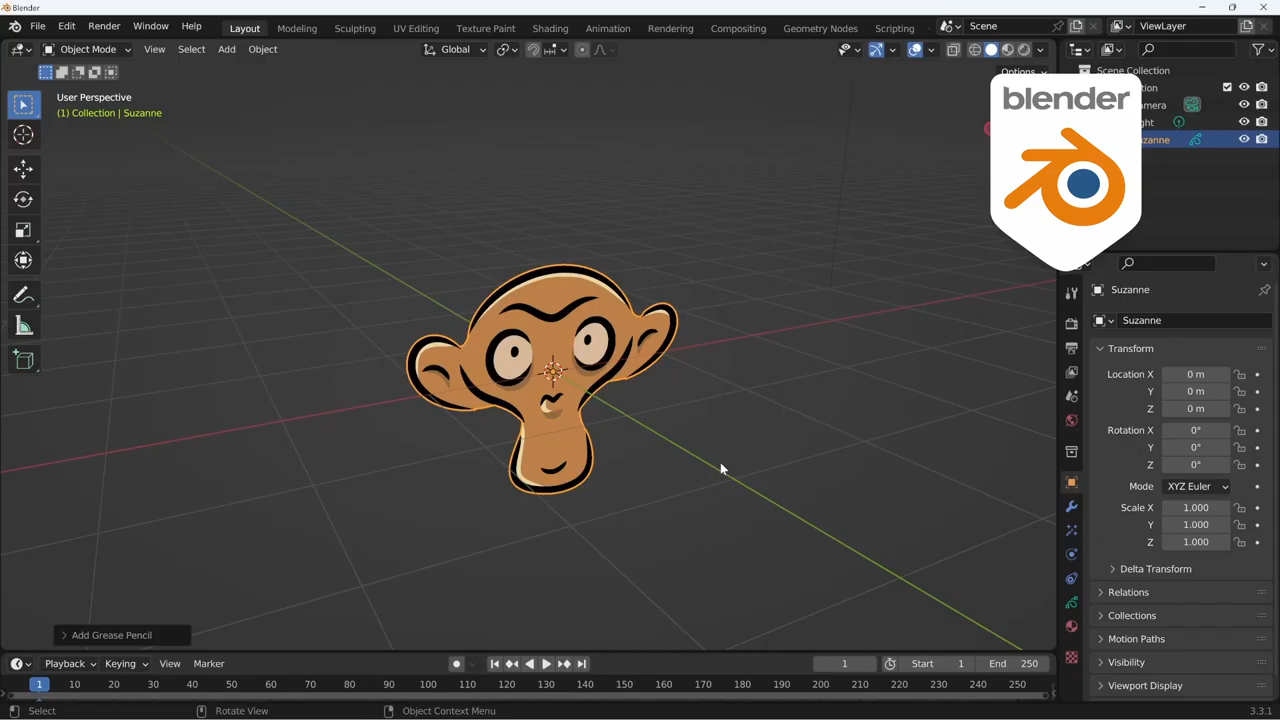 Blender
File Edit Render Window Help
Layout Modeling Sculpting UV Editing Texture Paint Shading Animation Rendering Compositing Geometry Nodes Scripting
Scene
ViewLayer
Object Mode View Select Add Object
Global
Options
Scene Collection
User Perspective
(1) Collection | Suzanne
blender
Suzanne
Suzanne
Transform
Location X 0 m
Y 0 m
Z 0 m
Rotation X 0°
Y 0°
Z 0°
Mode XYZ Euler
Scale X 1.000
Y 1.000
Z 1.000
Delta Transform
Relations
Collections
Motion Paths
Visibility
Viewport Display
Add Grease Pencil
Playback Keying View Marker
1 Start 1 End 250
1 10 20 30 40 50 60 70 80 90 100 110 120 130 140 150 160 170 180 190 200 210 220 230 240 250
Select Rotate View Object Context Menu 3.3.1